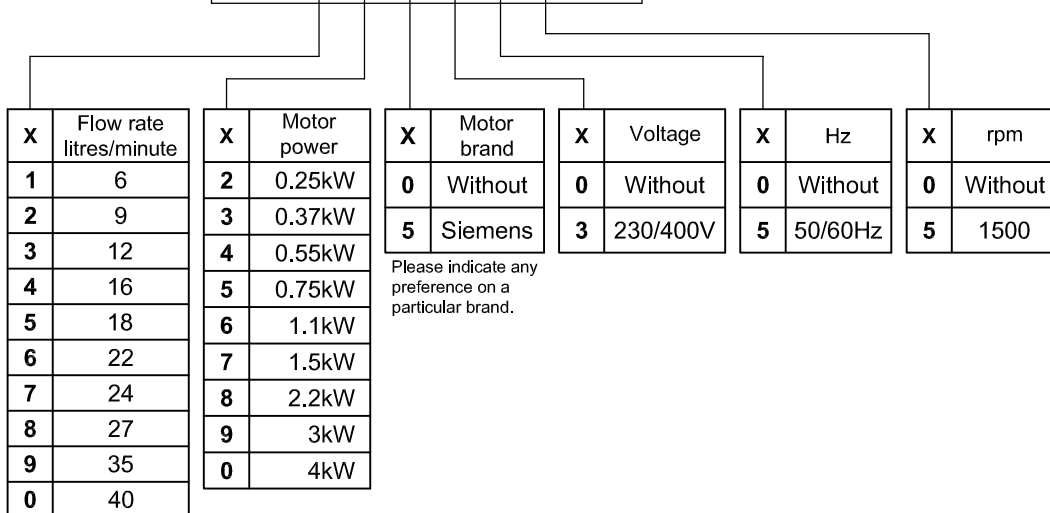 X Flow rate
litres/minute
1 6
2 9
3 12
4 16
5 18
6 22
7 24
8 27
9 35
0 40
X Motor
power
2 0.25kW
3 0.37kW
4 0.55kW
5 0.75kW
6 1.1kW
7 1.5kW
8 2.2kW
9 3kW
0 4kW
X Motor
brand
0 Without
5 Siemens
Please indicate any
preference on a
particular brand.
X Voltage
0 Without
3 230/400V
X Hz
0 Without
5 50/60Hz
X rpm
0 Without
5 1500